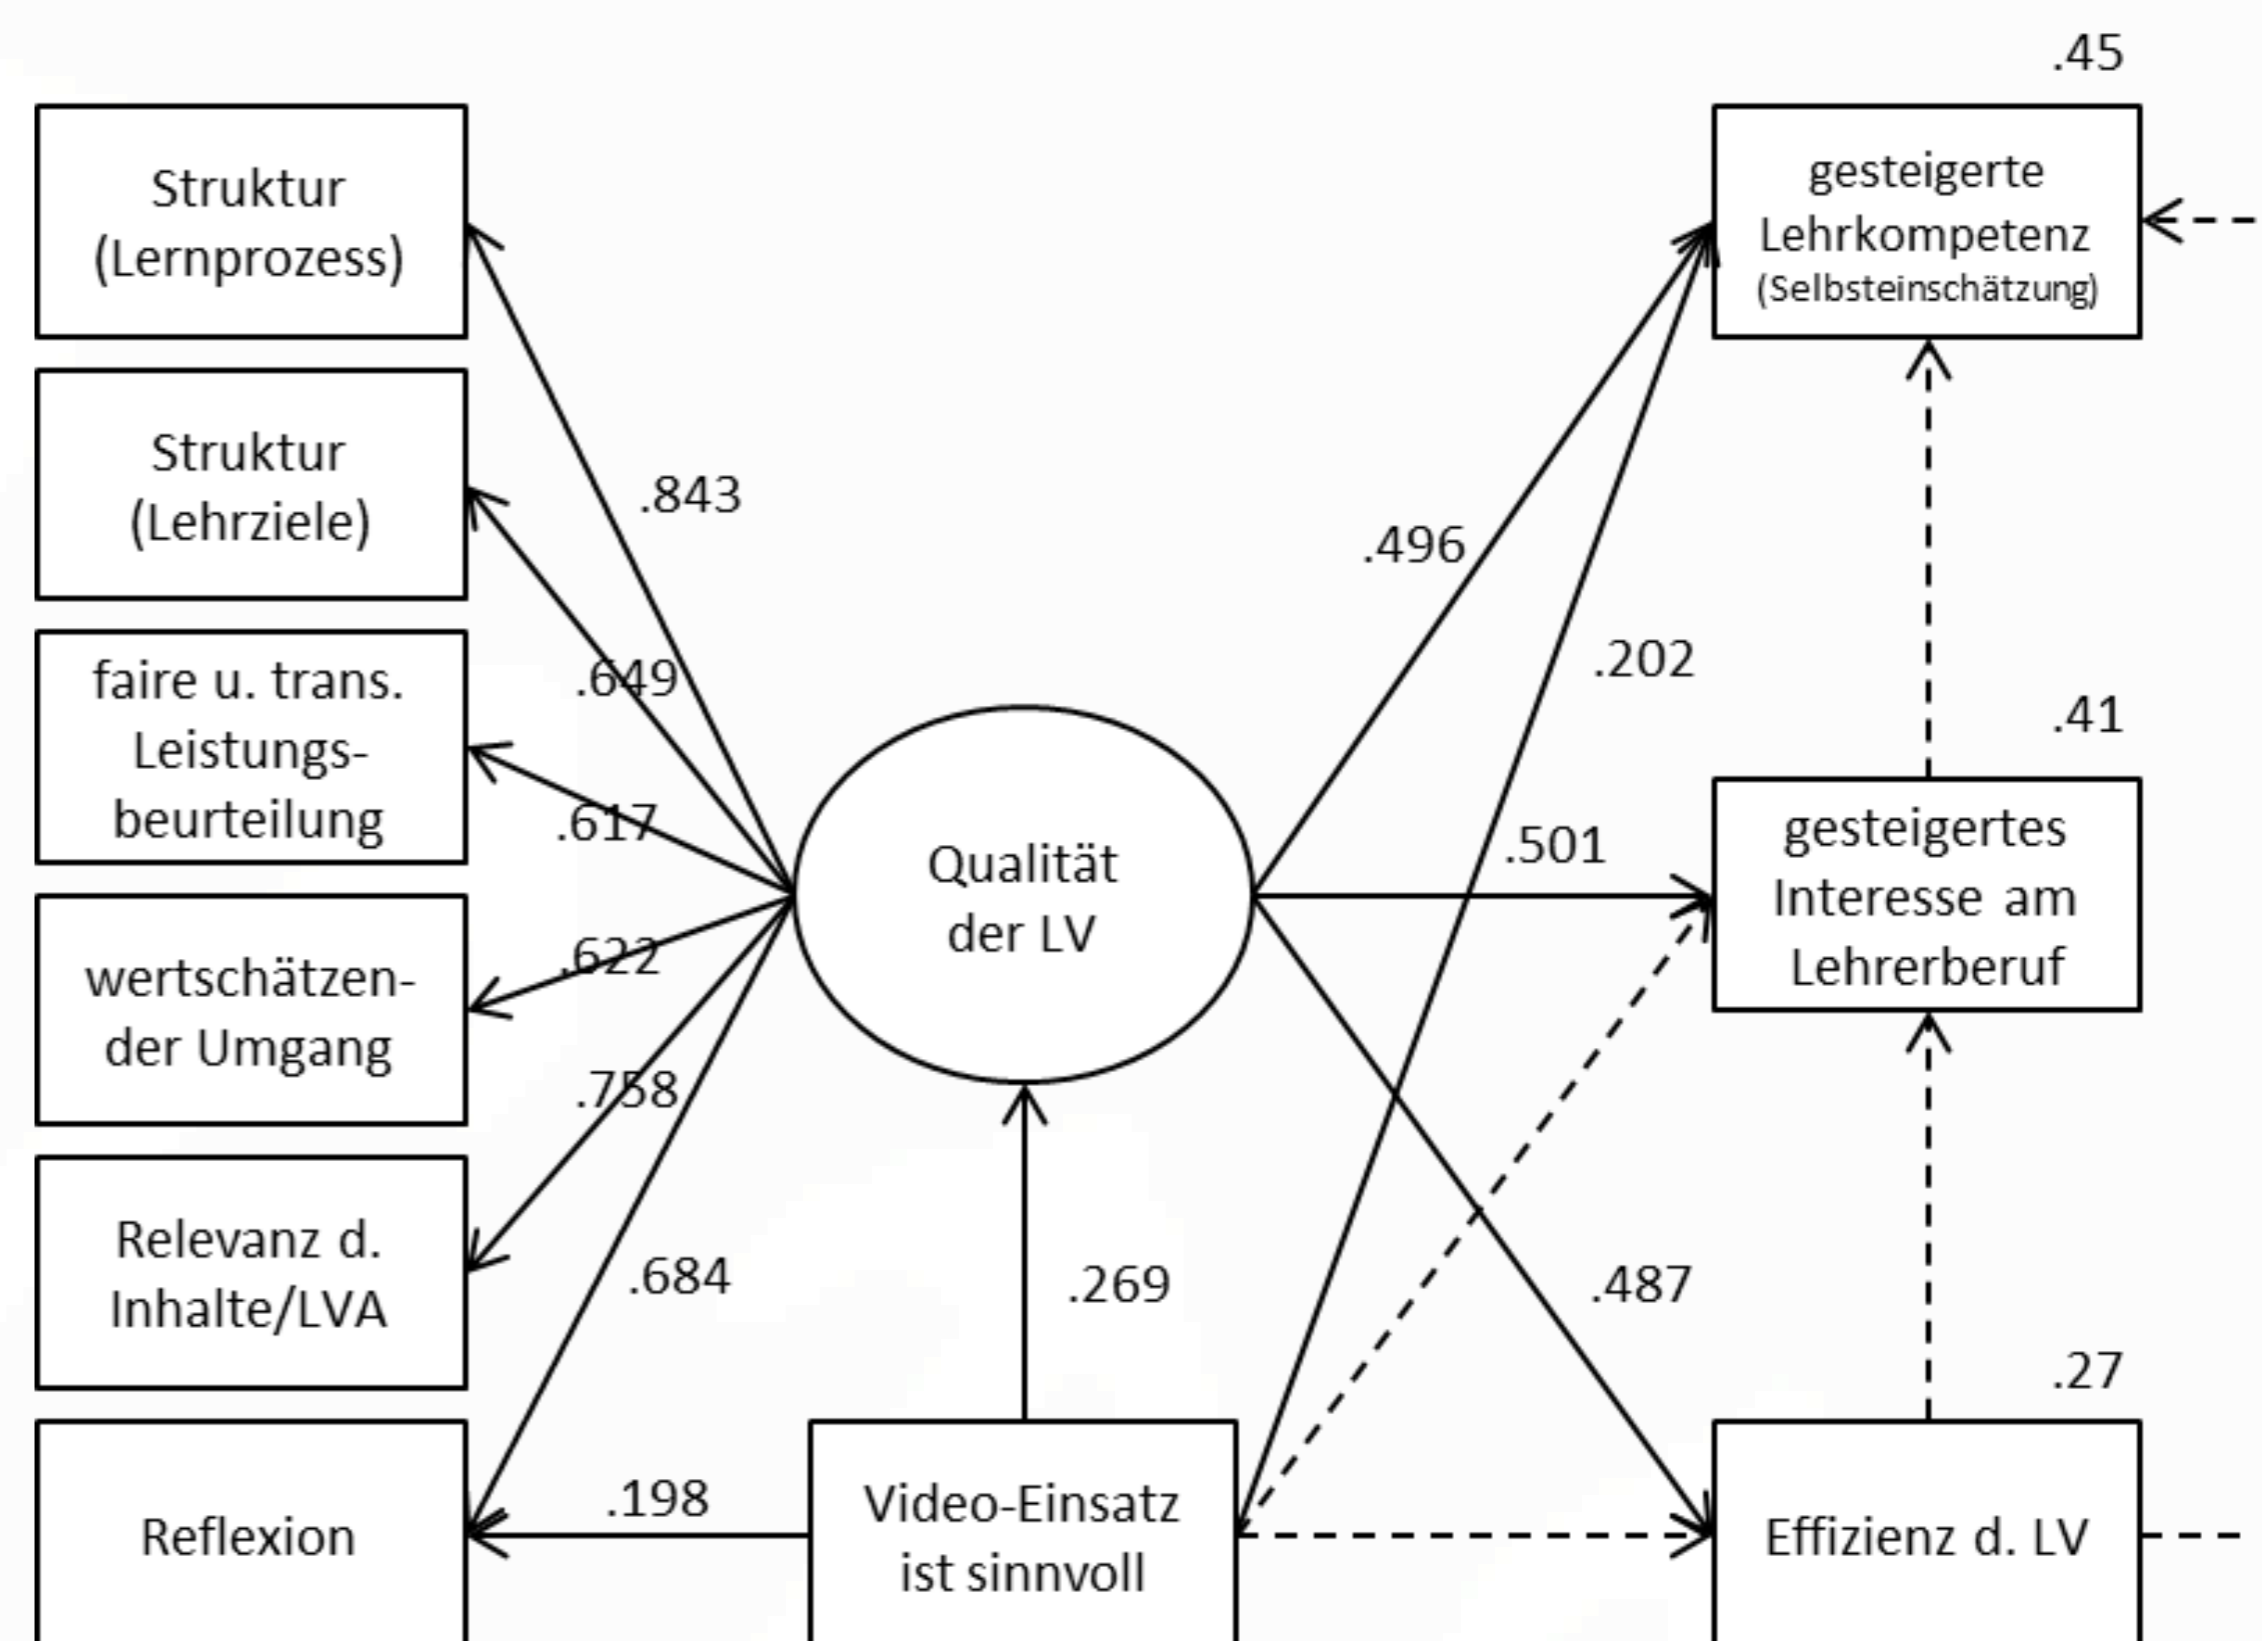 .45
Struktur
(Lernprozess)
gesteigerte
Lehrkompetenz
(Selbsteinschätzung)
Struktur
(Lehrziele)
.843
.496
.649
.202
faire u. trans.
Leistungs-
beurteilung
.617
.501
.41
Qualität
der LV
gesteigertes
Interesse am
Lehrerberuf
wertschätzen-
der Umgang
.622
.758
Relevanz d.
Inhalte/LVA
.684
.269
.487
.27
Reflexion
.198
Video-Einsatz
ist sinnvoll
Effizienz d. LV